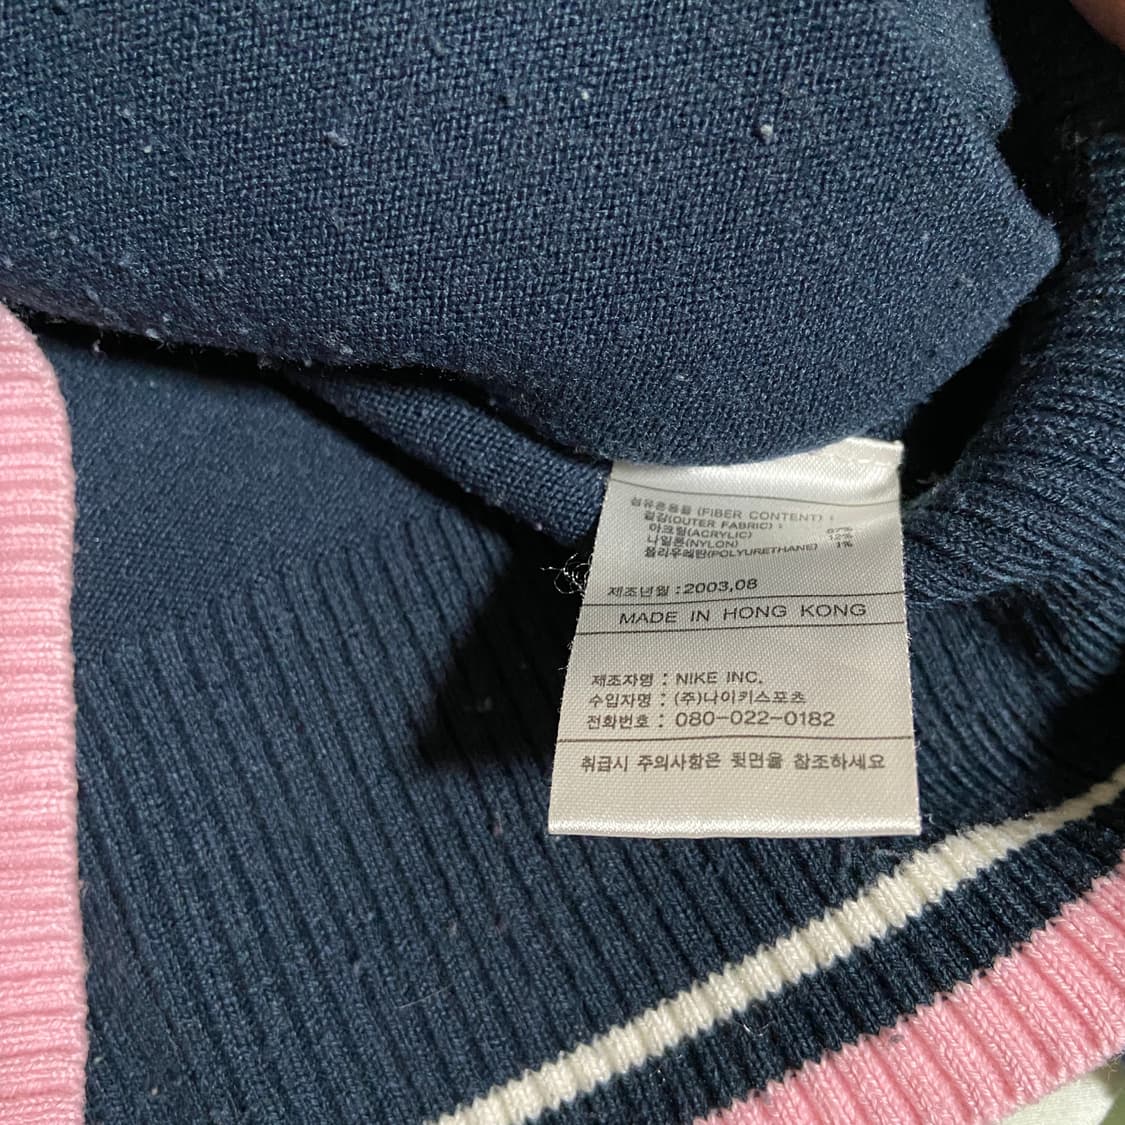 섬유혼용율 (FIBER CONTENT) :
겉감(OUTER FABRIC) :
아크릴(ACRYLIC) 87%
나일론(NYLON) 12%
폴리우레탄(POLYURETHANE) 1%
제조년월 : 2003,08
MADE IN HONG KONG
제조자명 : NIKE INC.
수입자명 : (주)나이키스포츠
전화번호 : 080-022-0182
취급시 주의사항은 뒷면을 참조하세요